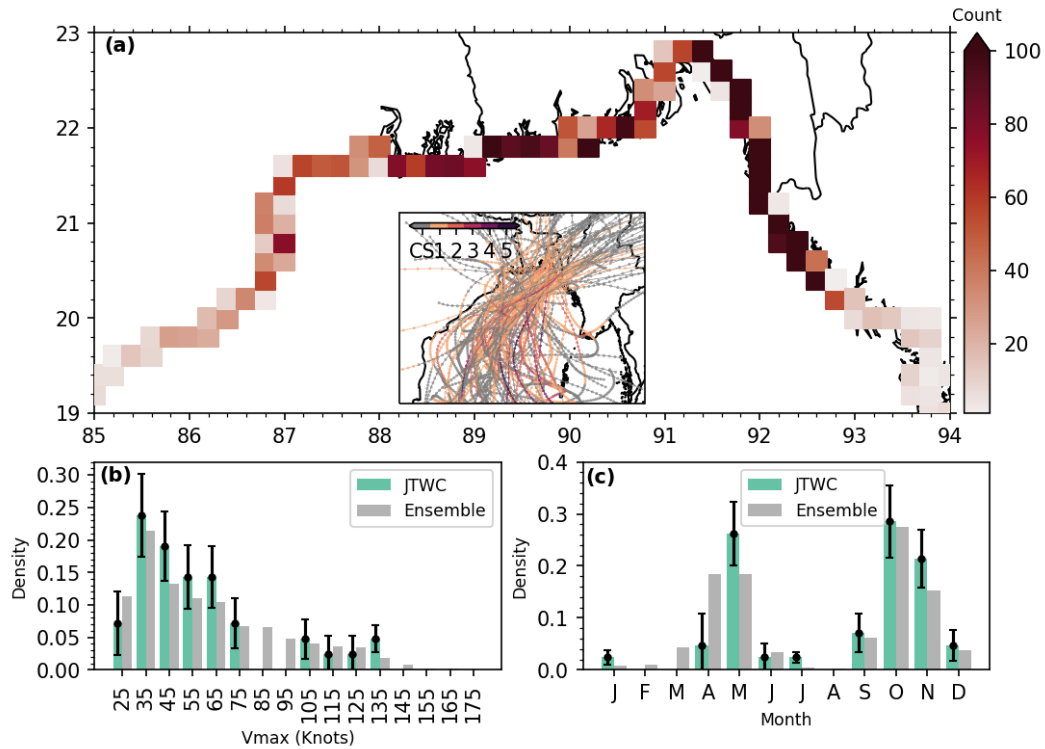 Count
(a)
23
22
21
20
19
85 86 87 88 89 90 91 92 93 94
100
80
60
40
20
CS1 2 3 4 5
(b)
JTWC
Ensemble
Density
0.30
0.25
0.20
0.15
0.10
0.05
0.00
25 35 45 55 65 75 85 95 105 115 125 135 145 155 175
Vmax (Knots)
(c)
JTWC
Ensemble
Density
0.4
0.3
0.2
0.1
0.0
J F M A M J J A S O N D
Month